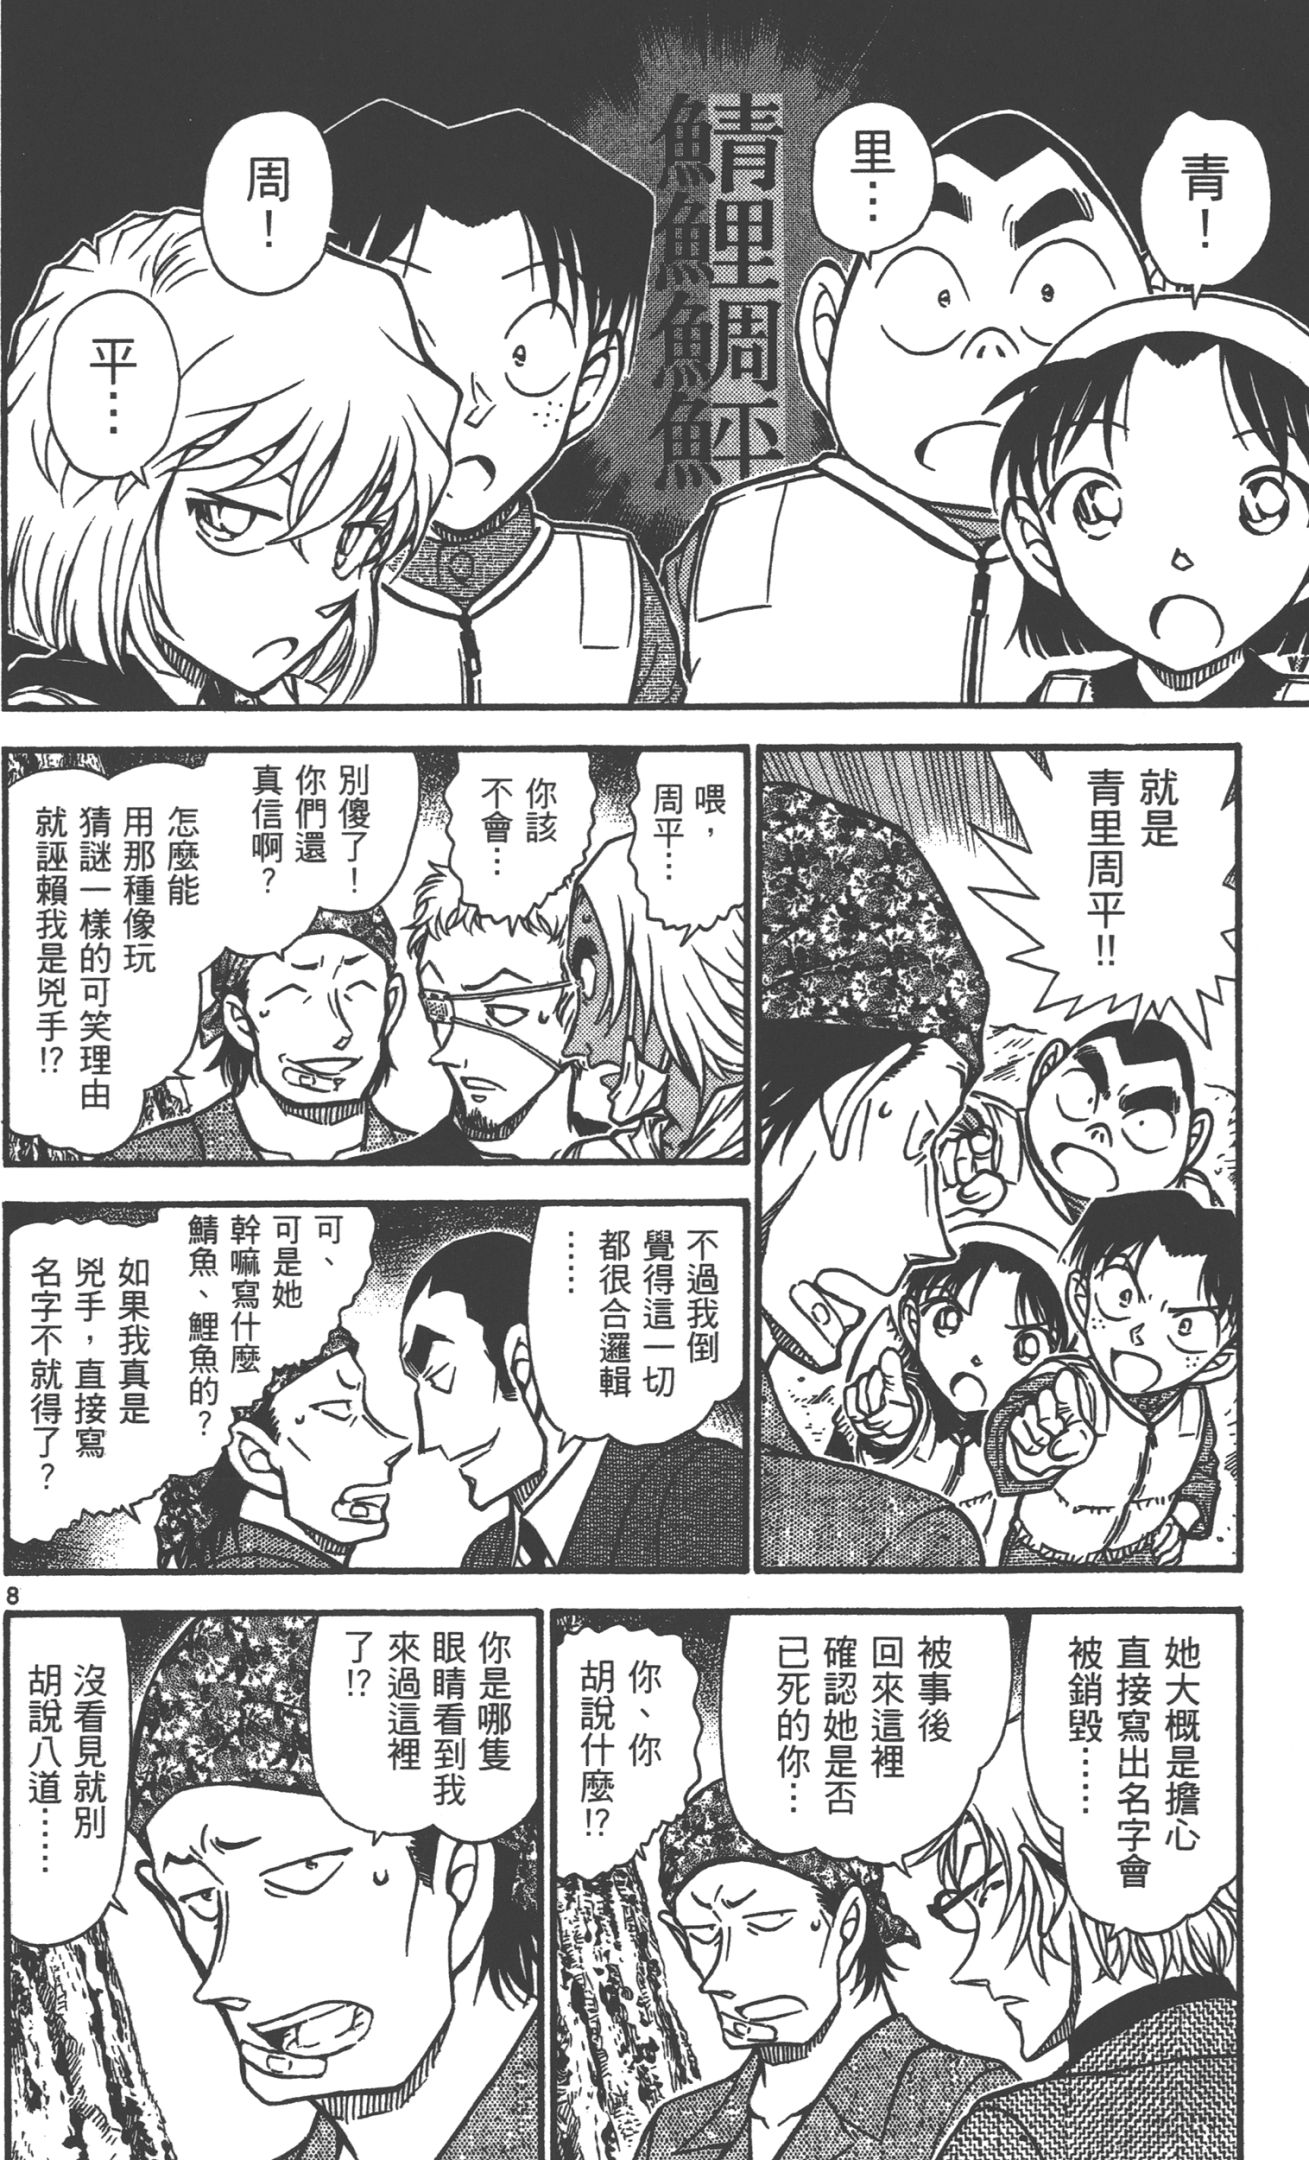 青！
里…
鯖鯉鯛鮃
周！
平…
就是
青里周平!!
喂，
周平…
你該
不會…
別傻了！
你們還
真信啊？
怎麼能
用那種像玩
猜謎一樣的可笑理由
就誣賴我是兇手!?
不過我倒
覺得這一切
都很合邏輯
……
可、
可是她
幹嘛寫什麼
鯖魚、鯉魚的？
如果我真是
兇手，直接寫
名字不就得了？
8
她大概是擔心
直接寫出名字會
被銷毀……
被事後
回來這裡
確認她是否
已死的你…
你、你
胡說什麼!?
你是哪隻
眼睛看到我
來過這裡
了!?
沒看見就別
胡說八道……